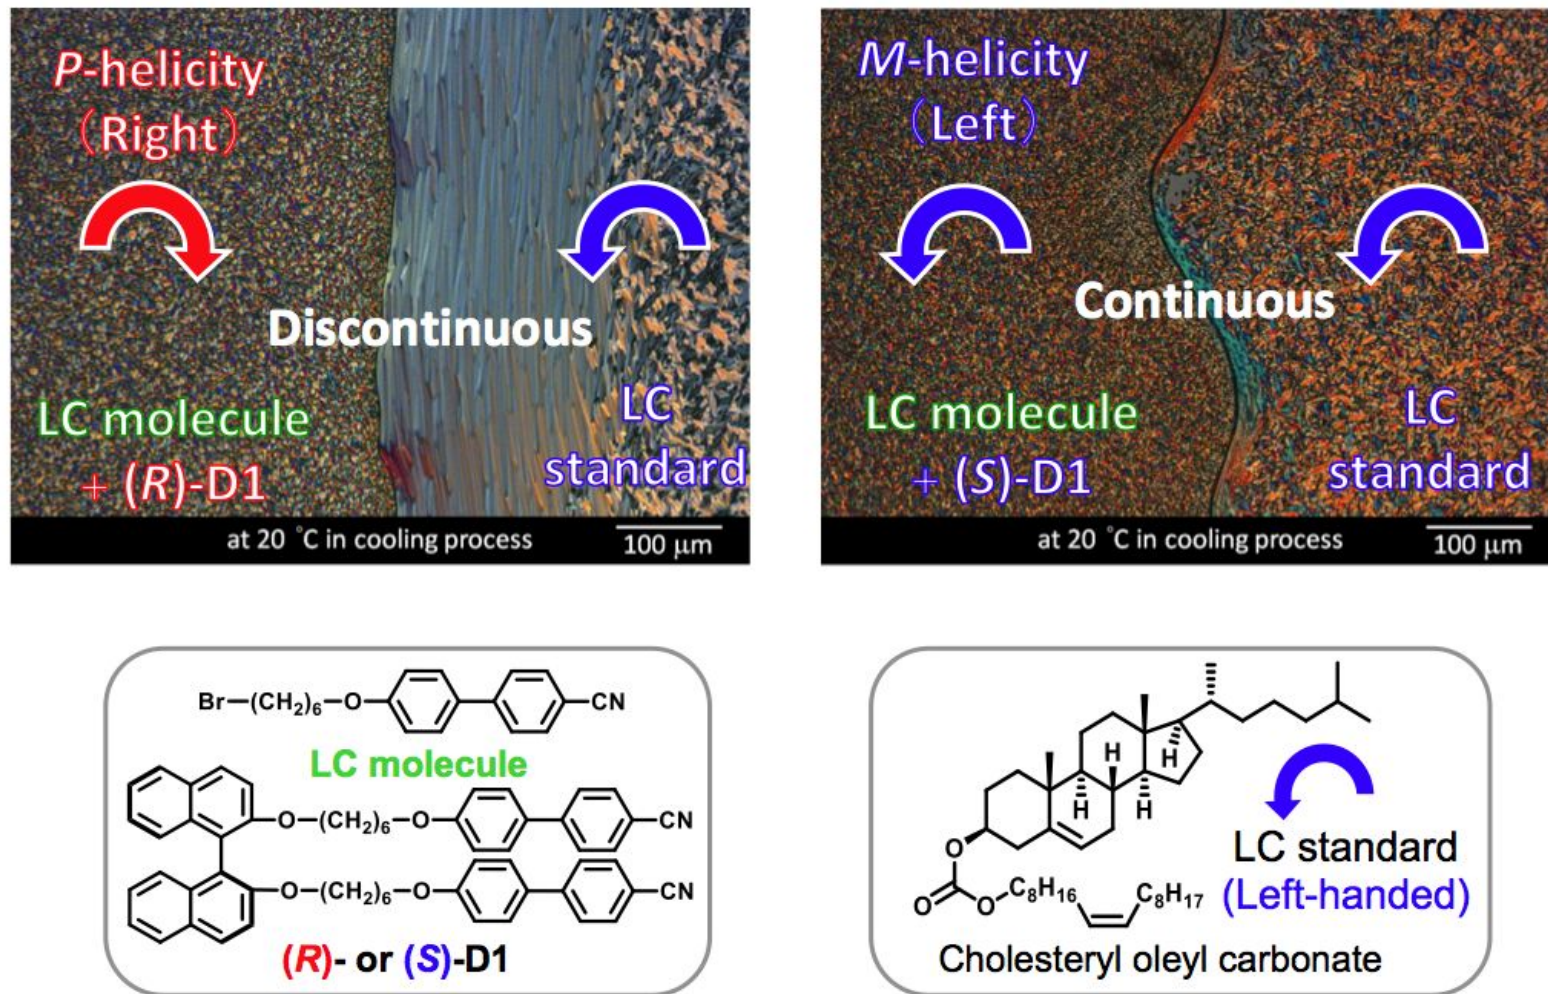 P-helicity
(Right)
Discontinuous
LC molecule
+ (R)-D1
LC
standard
at 20 °C in cooling process
100 μm
M-helicity
(Left)
Continuous
LC molecule
+ (S)-D1
LC
standard
at 20 °C in cooling process
100 μm
Br—(CH₂)₆—O CN
LC molecule
O—(CH₂)₆—O CN
O—(CH₂)₆—O CN
(R)- or (S)-D1
H
H
H H
O
O O C₈H₁₆ C₈H₁₇
LC standard
(Left-handed)
Cholesteryl oleyl carbonate